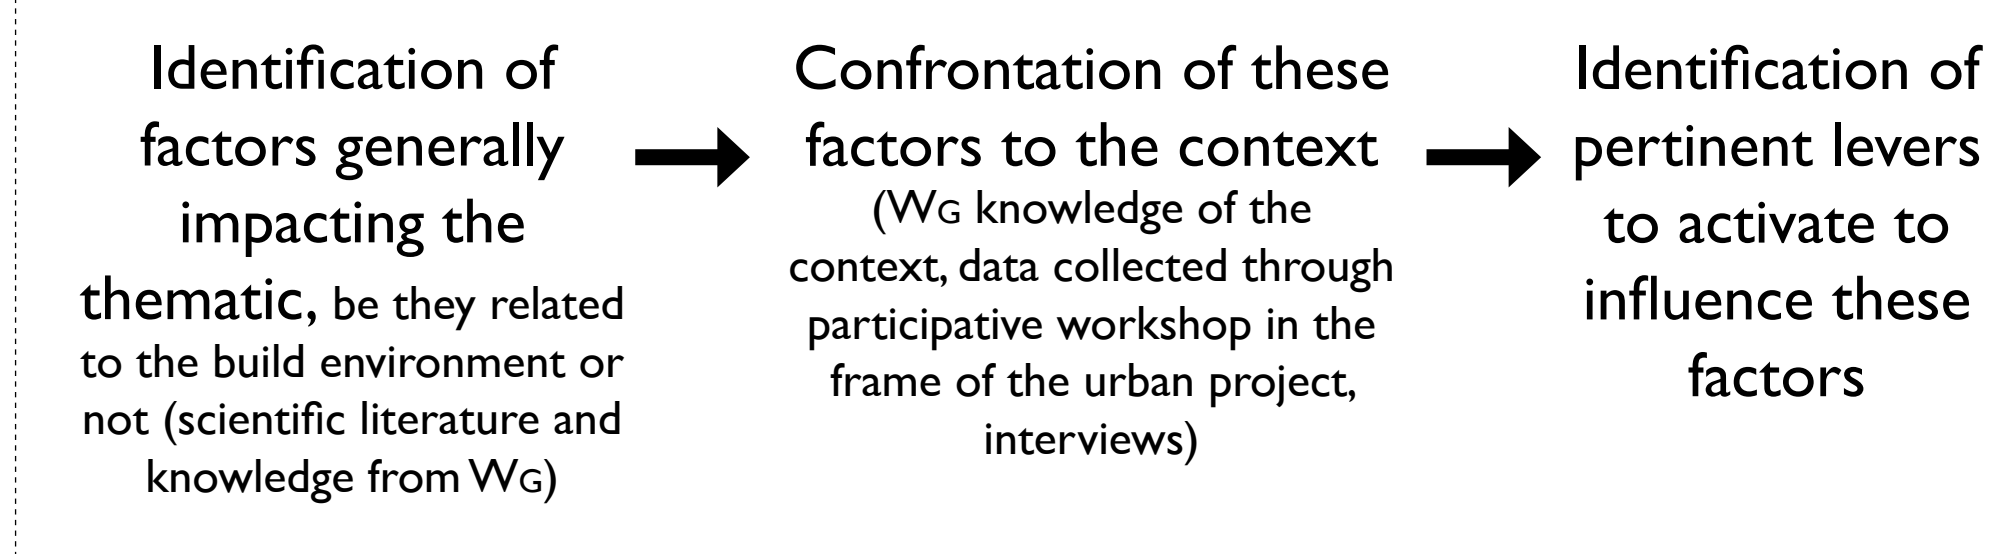 Identification of
factors generally
impacting the
thematic, be they related
to the build environment or
not (scientific literature and
knowledge from WG)
Confrontation of these
factors to the context
(WG knowledge of the
context, data collected through
participative workshop in the
frame of the urban project,
interviews)
Identification of
pertinent levers
to activate to
influence these
factors